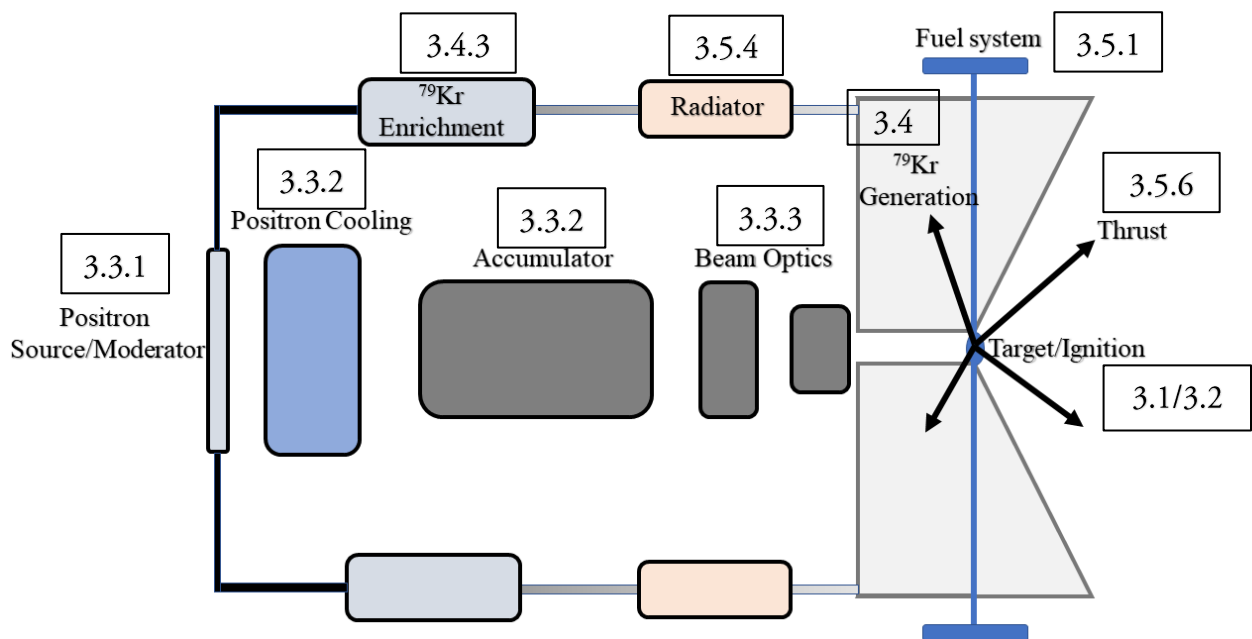 3.4.3
⁷⁹Kr
Enrichment
3.5.4
Radiator
Fuel system
3.5.1
3.4
⁷⁹Kr
Generation
3.3.2
Positron Cooling
3.3.2
Accumulator
3.3.3
Beam Optics
3.5.6
Thrust
3.3.1
Positron
Source/Moderator
Target/Ignition
3.1/3.2